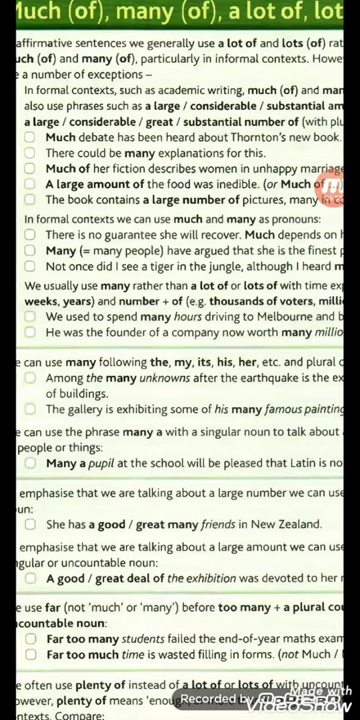 Much (of), many (of), a lot of, lot
affirmative sentences we generally use a lot of and lots (of) rat
uch (of) and many (of), particularly in informal contexts. Howe
e a number of exceptions –
In formal contexts, such as academic writing, much (of) and man
also use phrases such as a large / considerable / substantial am
a large / considerable / great / substantial number of (with plu
Much debate has been heard about Thornton's new book.
There could be many explanations for this.
Much of her fiction describes women in unhappy marriage
A large amount of the food was inedible. (or Much of
The book contains a large number of pictures, many in co
In formal contexts we can use much and many as pronouns:
There is no guarantee she will recover. Much depends on h
Many (= many people) have argued that she is the finest p
Not once did I see a tiger in the jungle, although I heard m
We usually use many rather than a lot of or lots of with time exp
weeks, years) and number + of (e.g. thousands of voters, milli
We used to spend many hours driving to Melbourne and b
He was the founder of a company now worth many millio
e can use many following the, my, its, his, her, etc. and plural c
Among the many unknowns after the earthquake is the ex
of buildings.
The gallery is exhibiting some of his many famous painting
e can use the phrase many a with a singular noun to talk about
people or things:
Many a pupil at the school will be pleased that Latin is no
emphasise that we are talking about a large number we can use
un:
She has a good / great many friends in New Zealand.
emphasise that we are talking about a large amount we can use
gular or uncountable noun:
A good / great deal of the exhibition was devoted to her r
e use far (not 'much' or 'many') before too many + a plural cou
countable noun:
Far too many students failed the end-of-year maths exam
Far too much time is wasted filling in forms. (not Much / 
e often use plenty of instead of a lot of or lots of with uncount
owever, plenty of means 'enoug
ntexts. Compare:
Recorded by
Made with
VideoShow